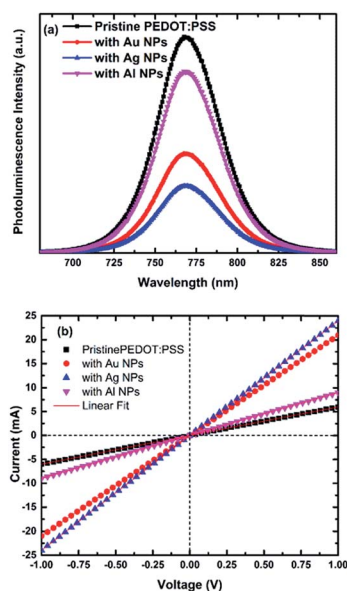 (a)
Pristine PEDOT:PSS
with Au NPs
with Ag NPs
with Al NPs
Photoluminescence Intensity (a.u.)
700 725 750 775 800 825 850
Wavelength (nm)
(b)
PristinePEDOT:PSS
with Au NPs
with Ag NPs
with Al NPs
Linear Fit
Current (mA)
25
20
15
10
5
0
-5
-10
-15
-20
-25
-1.00 -0.75 -0.50 -0.25 0.00 0.25 0.50 0.75 1.00
Voltage (V)